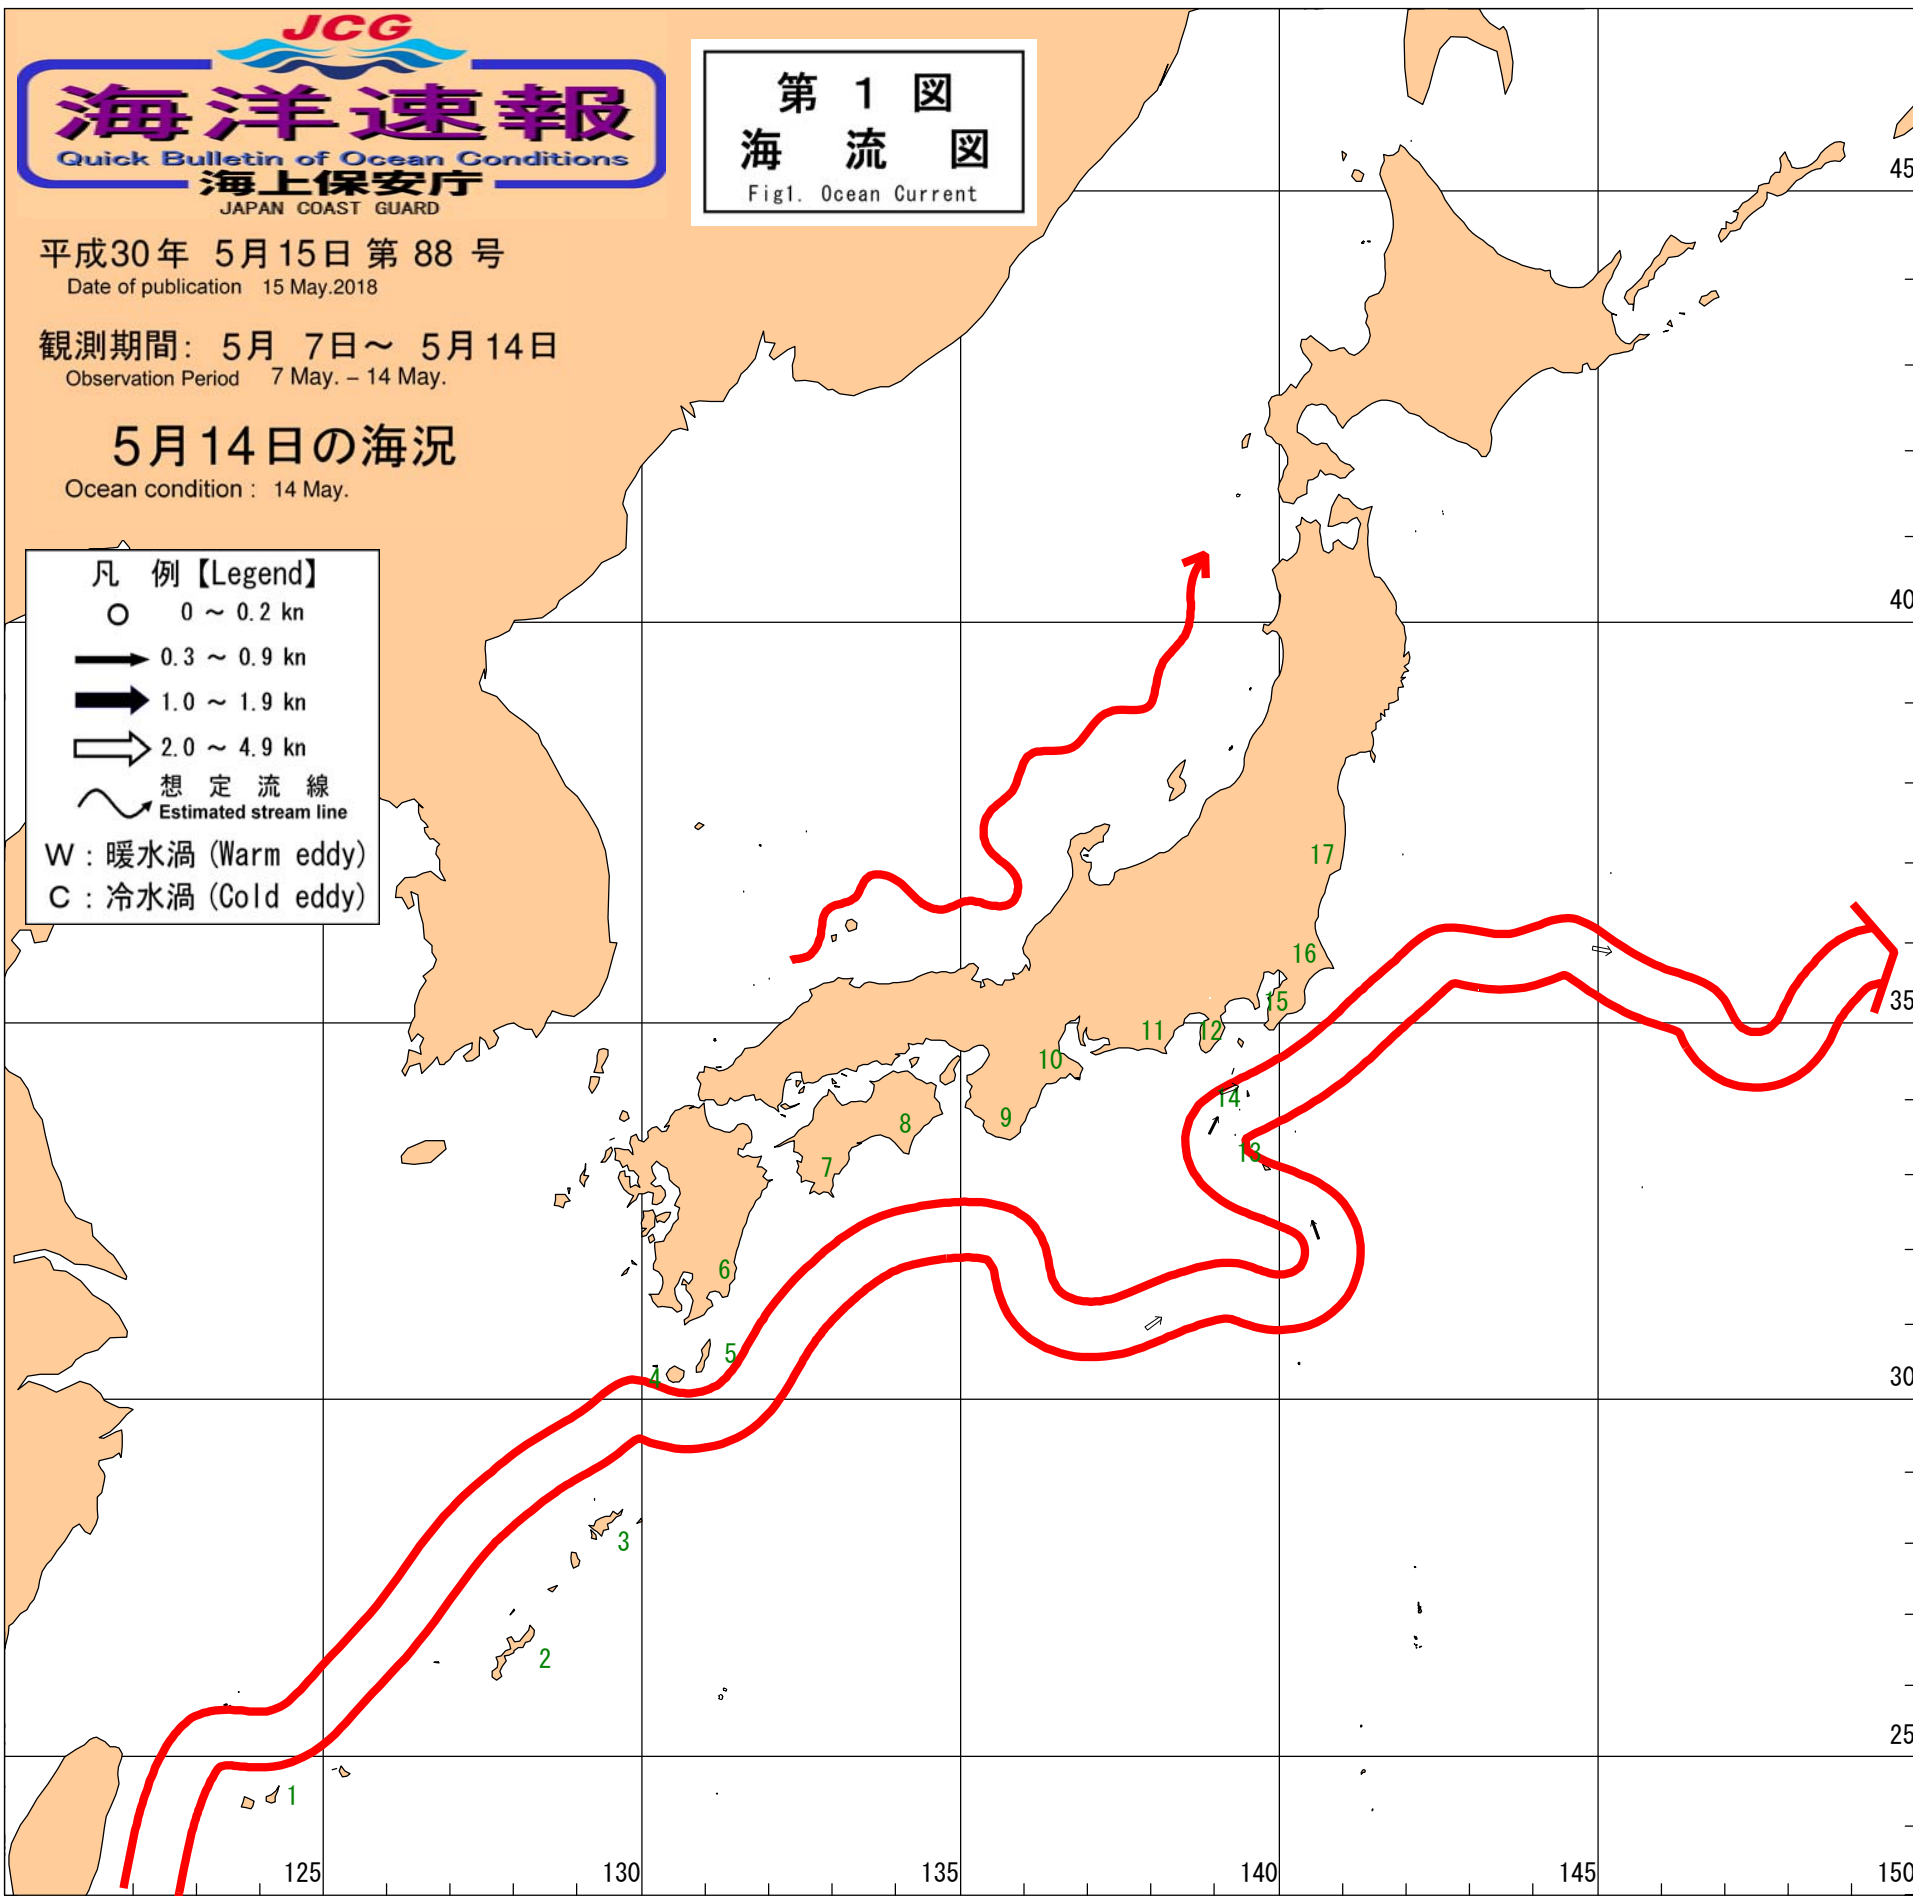 JCG
海洋速報
Quick Bulletin of Ocean Conditions
海上保安庁
JAPAN COAST GUARD
第 1 図
海 流 図
Fig1. Ocean Current
平成30年 5月15日 第 88 号
Date of publication 15 May.2018
観測期間: 5月 7日～ 5月14日
Observation Period 7 May. – 14 May.
5月14日の海況
Ocean condition : 14 May.
凡 例【Legend】
0 ～ 0.2 kn
0.3 ～ 0.9 kn
1.0 ～ 1.9 kn
2.0 ～ 4.9 kn
想 定 流 線
Estimated stream line
W : 暖水渦 (Warm eddy)
C : 冷水渦 (Cold eddy)
45
40
17
16
15
35
11
12
10
14
9
8
13
7
6
5
4
30
3
2
25
1
125
130
135
140
145
150